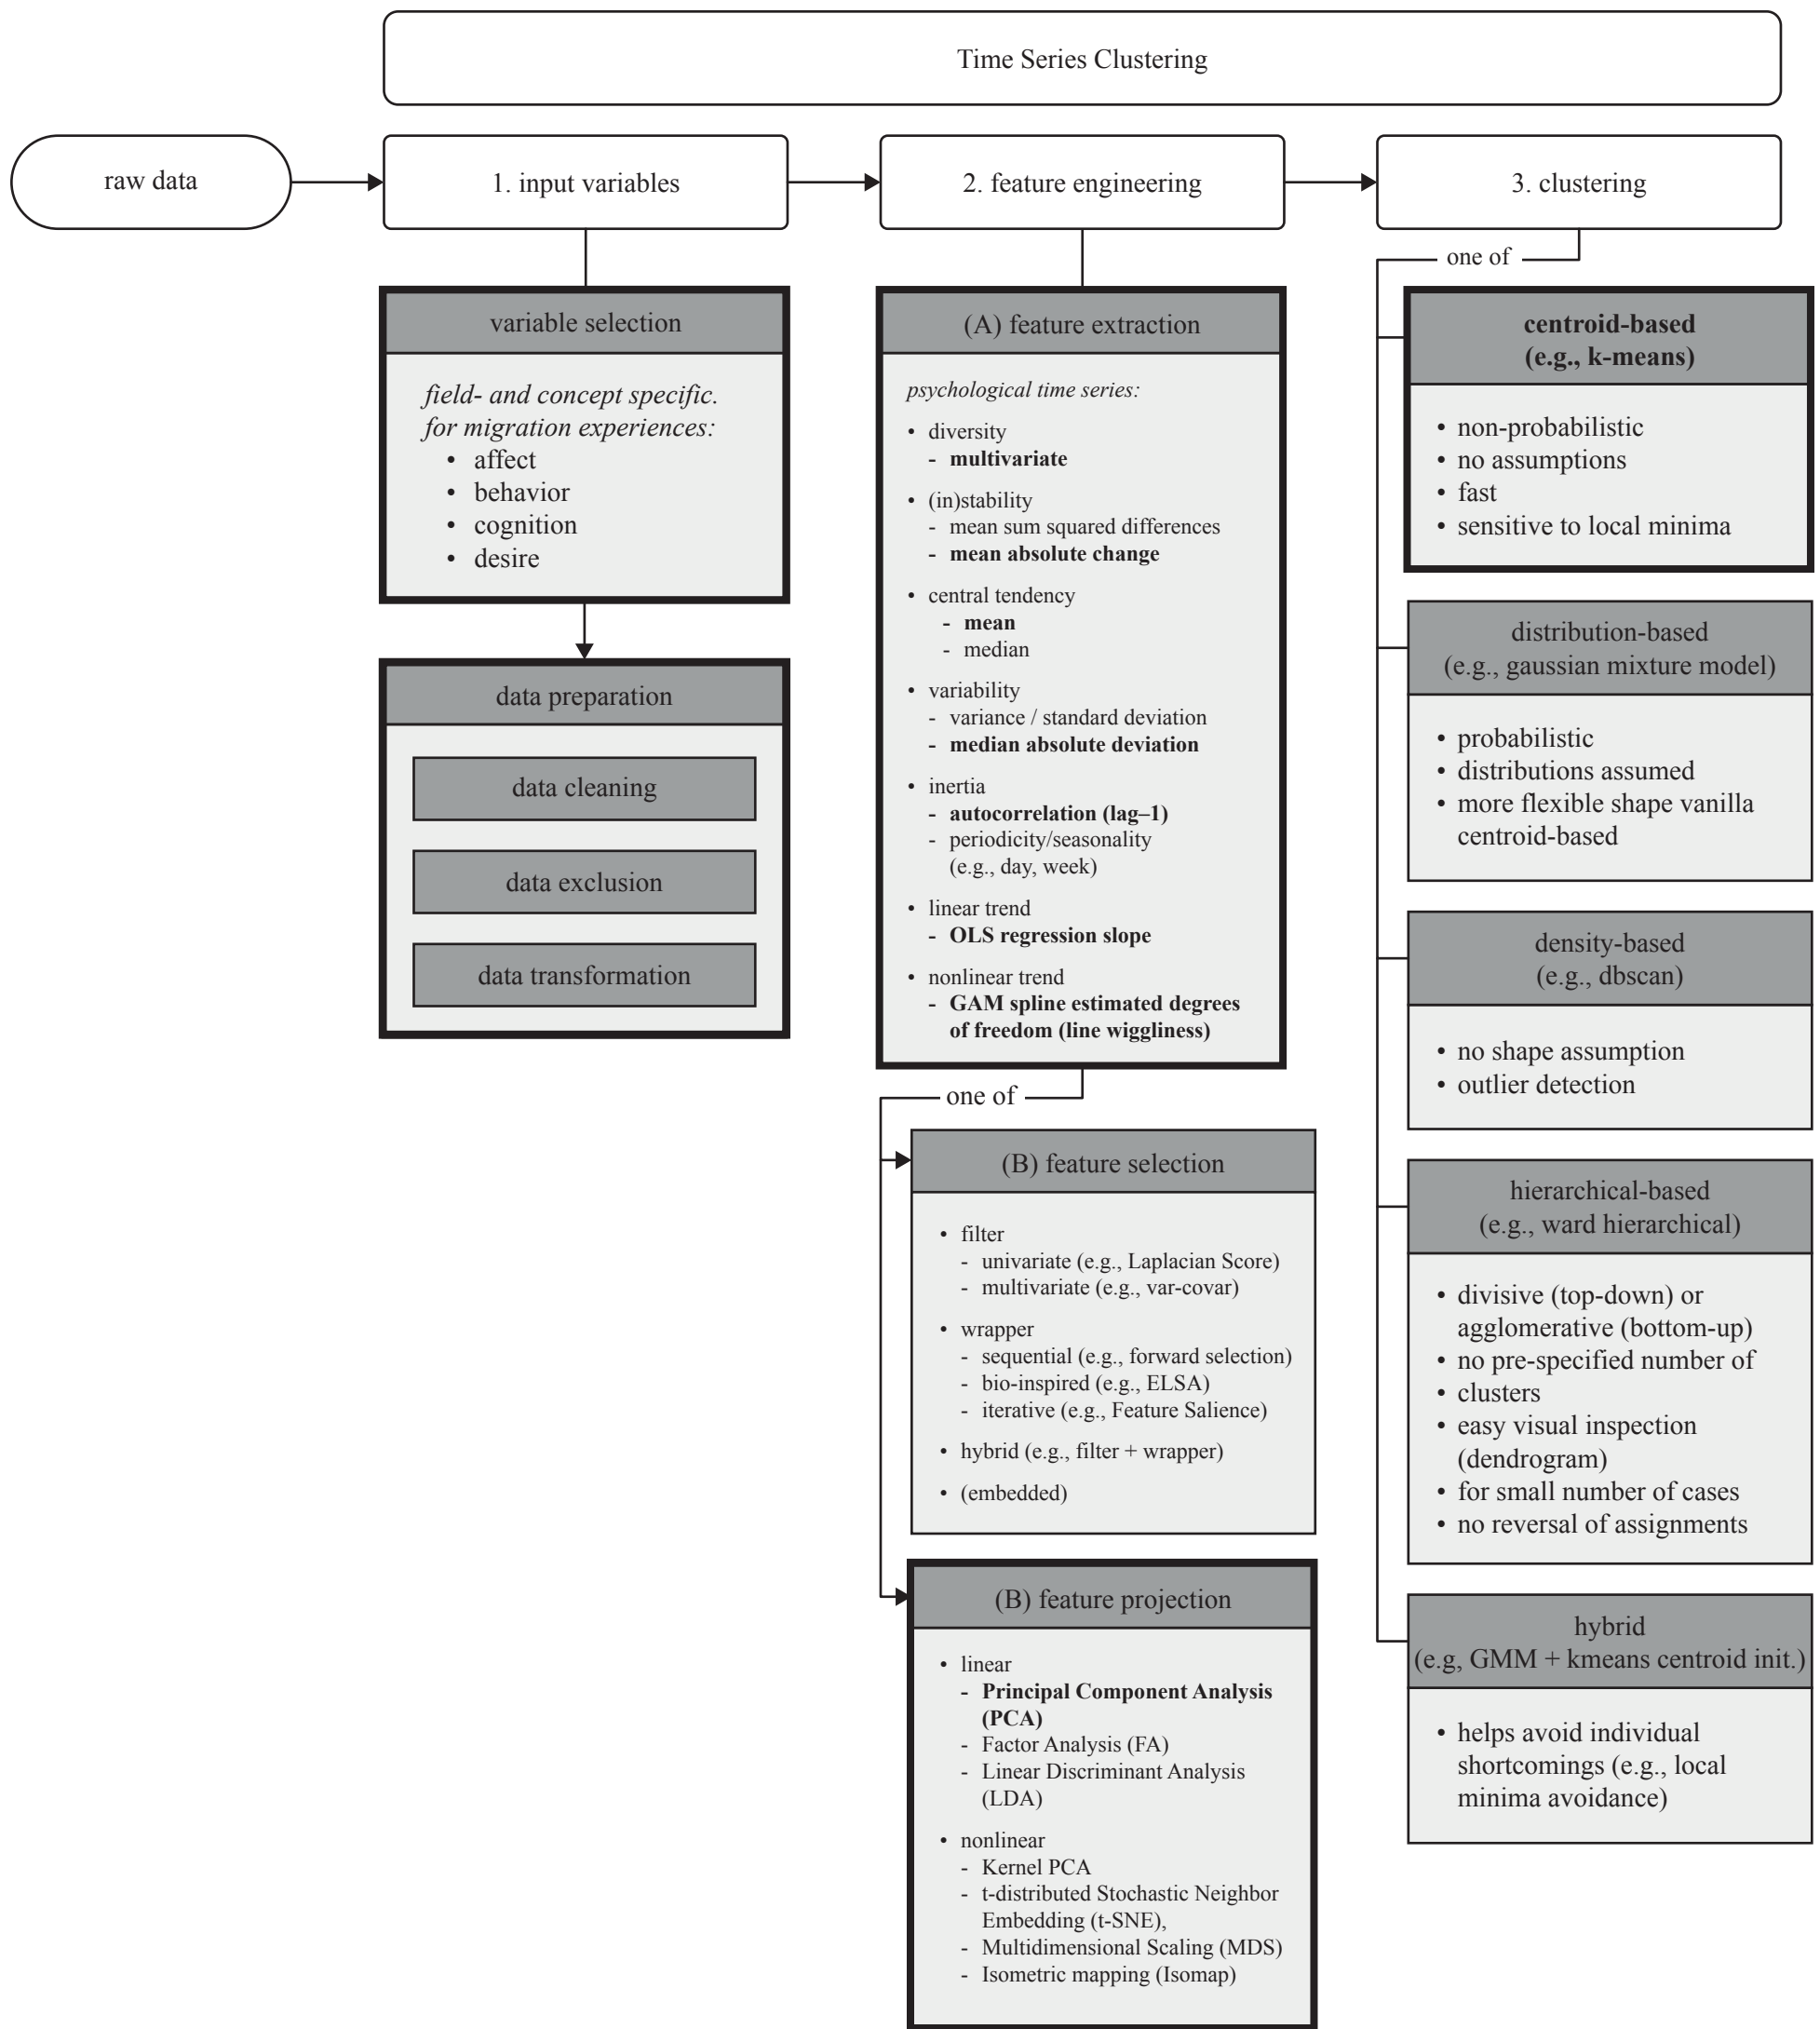 Time Series Clustering
raw data
1. input variables
2. feature engineering
3. clustering
variable selection
field- and concept specific.
for migration experiences:
• affect
• behavior
• cognition
• desire
data preparation
data cleaning
data exclusion
data transformation
(A) feature extraction
psychological time series:
• diversity
- multivariate
• (in)stability
- mean sum squared differences
- mean absolute change
• central tendency
- mean
- median
• variability
- variance / standard deviation
- median absolute deviation
• inertia
- autocorrelation (lag–1)
- periodicity/seasonality
(e.g., day, week)
• linear trend
- OLS regression slope
• nonlinear trend
- GAM spline estimated degrees
of freedom (line wiggliness)
one of
(B) feature selection
• filter
- univariate (e.g., Laplacian Score)
- multivariate (e.g., var-covar)
• wrapper
- sequential (e.g., forward selection)
- bio-inspired (e.g., ELSA)
- iterative (e.g., Feature Salience)
• hybrid (e.g., filter + wrapper)
• (embedded)
(B) feature projection
• linear
- Principal Component Analysis
(PCA)
- Factor Analysis (FA)
- Linear Discriminant Analysis
(LDA)
• nonlinear
- Kernel PCA
- t-distributed Stochastic Neighbor
Embedding (t-SNE),
- Multidimensional Scaling (MDS)
- Isometric mapping (Isomap)
one of
centroid-based
(e.g., k-means)
• non-probabilistic
• no assumptions
• fast
• sensitive to local minima
distribution-based
(e.g., gaussian mixture model)
• probabilistic
• distributions assumed
• more flexible shape vanilla
centroid-based
density-based
(e.g., dbscan)
• no shape assumption
• outlier detection
hierarchical-based
(e.g., ward hierarchical)
• divisive (top-down) or
agglomerative (bottom-up)
• no pre-specified number of
• clusters
• easy visual inspection
(dendrogram)
• for small number of cases
• no reversal of assignments
hybrid
(e.g, GMM + kmeans centroid init.)
• helps avoid individual
shortcomings (e.g., local
minima avoidance)